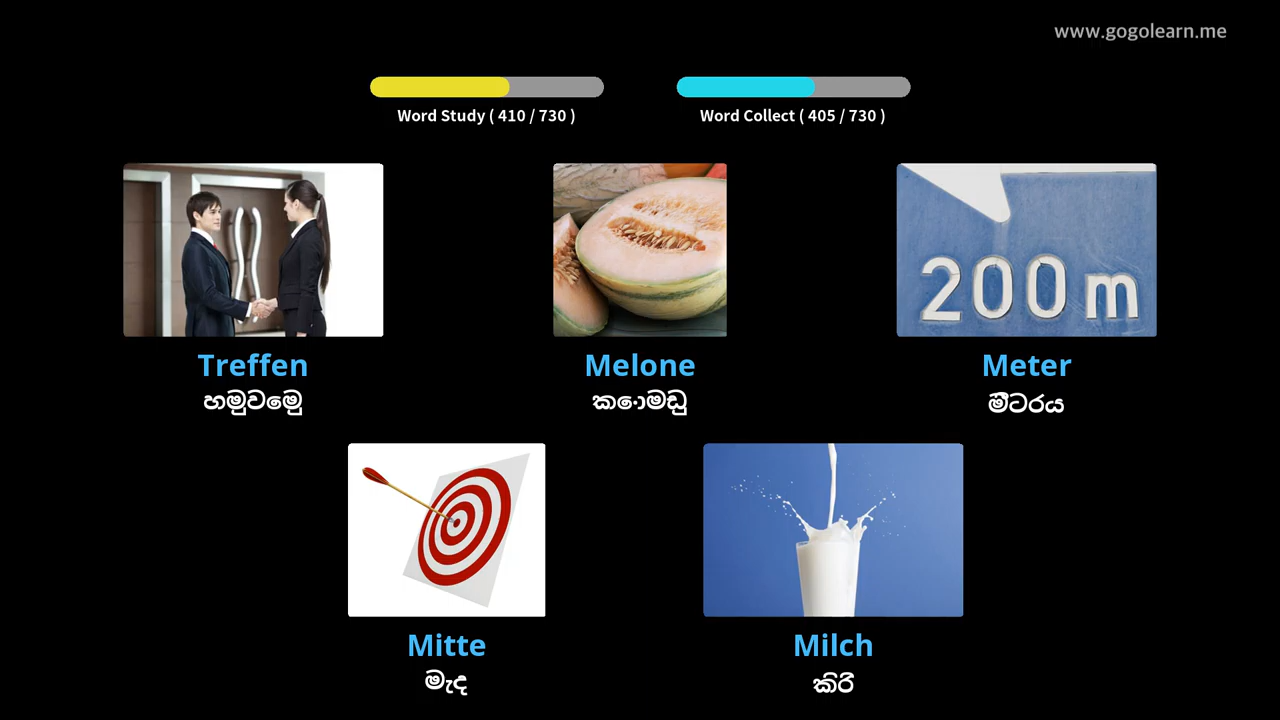 www.gogolearn.me
Word Study ( 410 / 730 )
Word Collect ( 405 / 730 )
Treffen
හමුවෙමු
Melone
කොමඩු
Meter
මීටරය
200 m
Mitte
මැද
Milch
කිරි